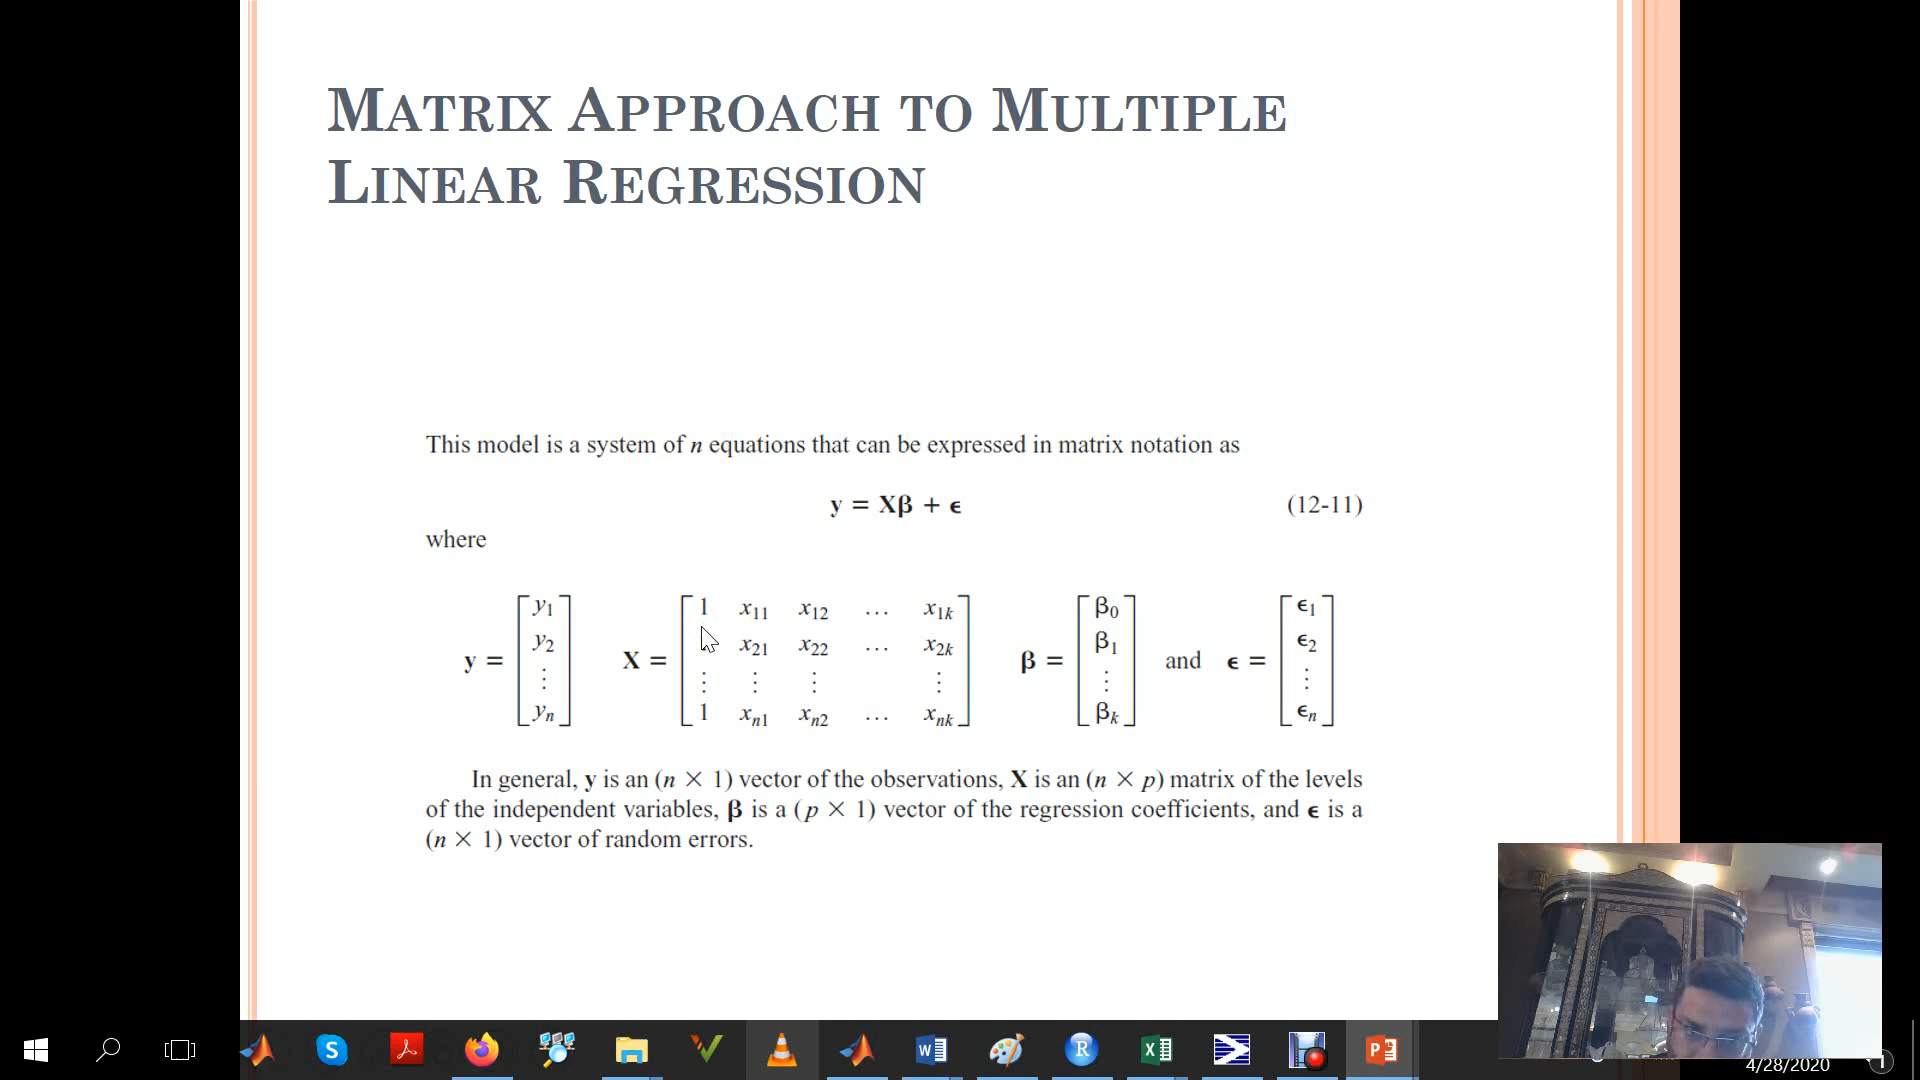 MATRIX APPROACH TO MULTIPLE
LINEAR REGRESSION
This model is a system of n equations that can be expressed in matrix notation as
y = Xβ + ϵ (12-11)
where
y = [y1 y2 ⋮ yn] X = [1 x11 x12 ... x1k; x21 x22 ... x2k; ⋮ ⋮ ⋮ ⋮; 1 xn1 xn2 ... xnk] β = [β0 β1 ⋮ βk] and ϵ = [ϵ1 ϵ2 ⋮ ϵn]
In general, y is an (n × 1) vector of the observations, X is an (n × p) matrix of the levels
of the independent variables, β is a (p × 1) vector of the regression coefficients, and ϵ is a
(n × 1) vector of random errors.
4/28/2020
1